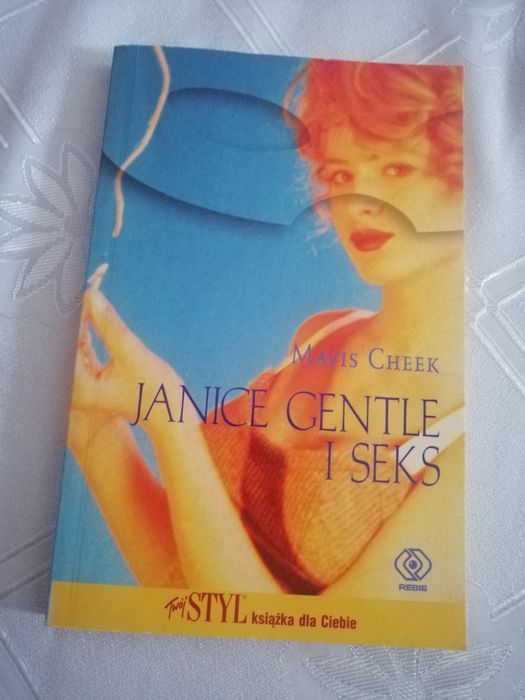 MAVIS CHEEK
JANICE GENTLE
I SEKS
REBIS
Twój STYL® książka dla Ciebie